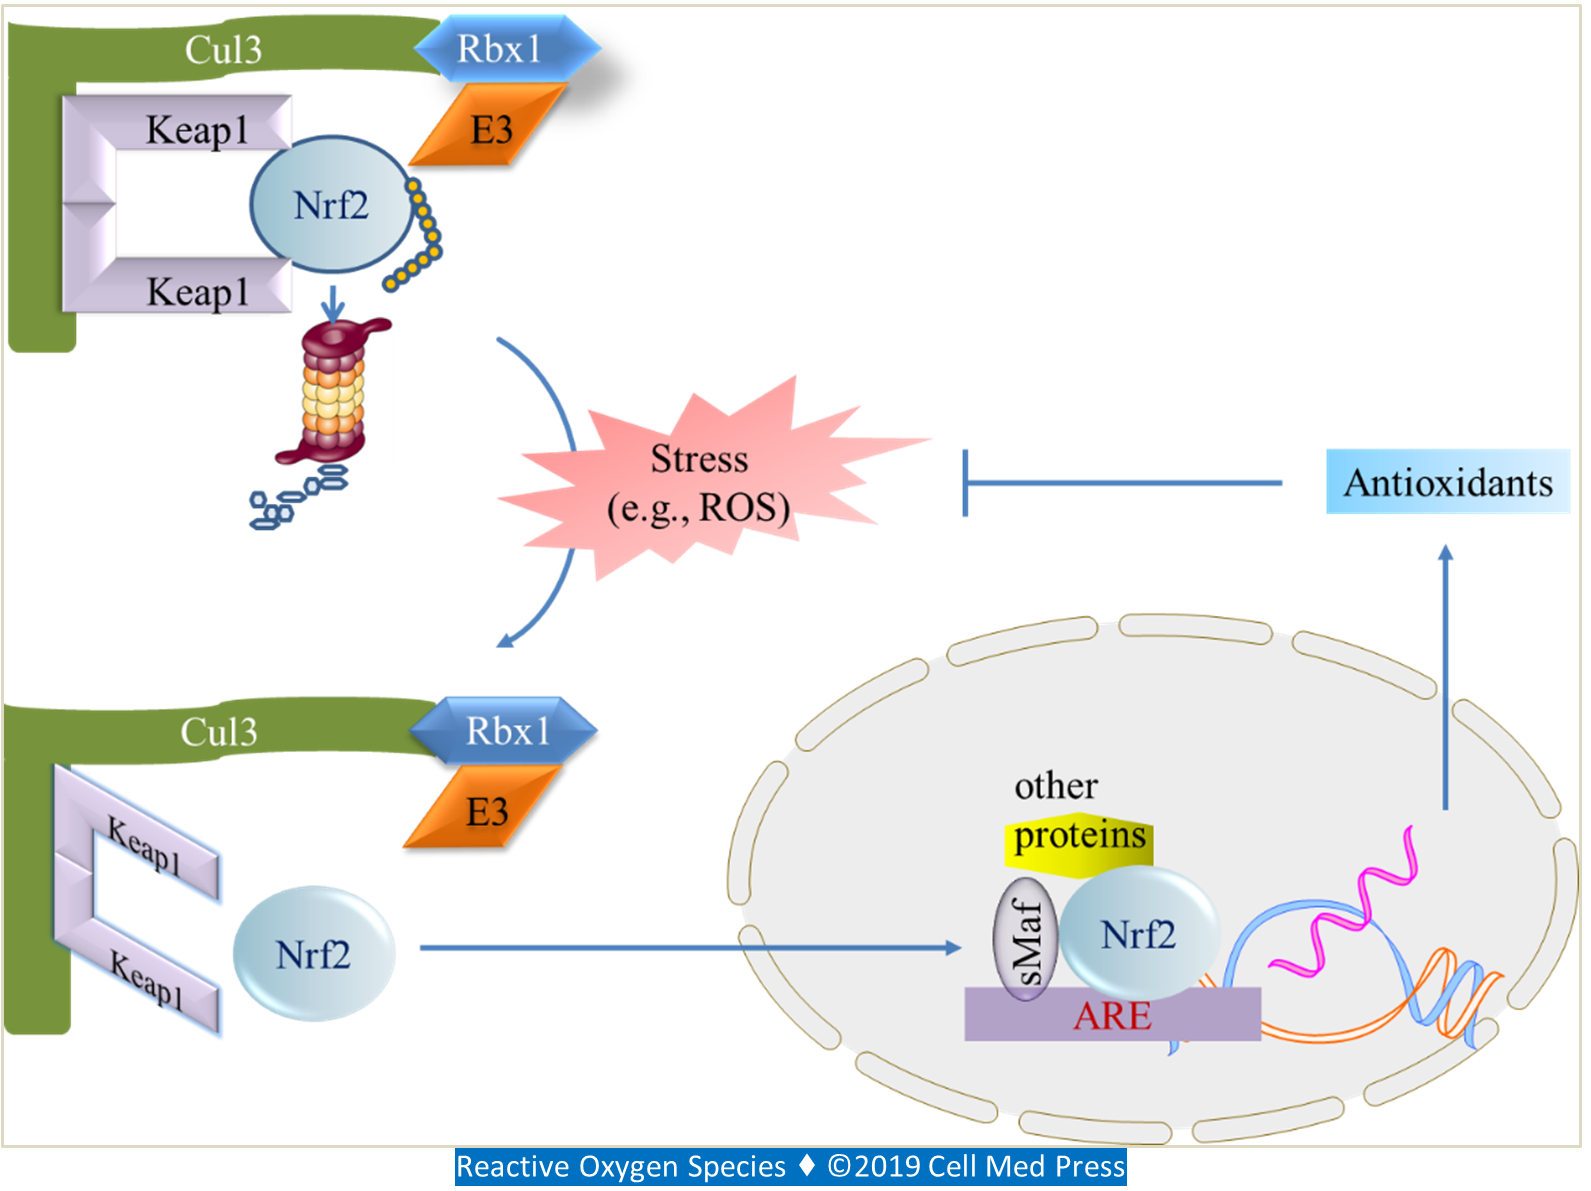 Cul3
Rbx1
Keap1
E3
Nrf2
Keap1
Stress
(e.g., ROS)
Antioxidants
Cul3
Rbx1
E3
Keap1
Keap1
Nrf2
other
proteins
sMaf
Nrf2
ARE
Reactive Oxygen Species ♦ ©2019 Cell Med Press